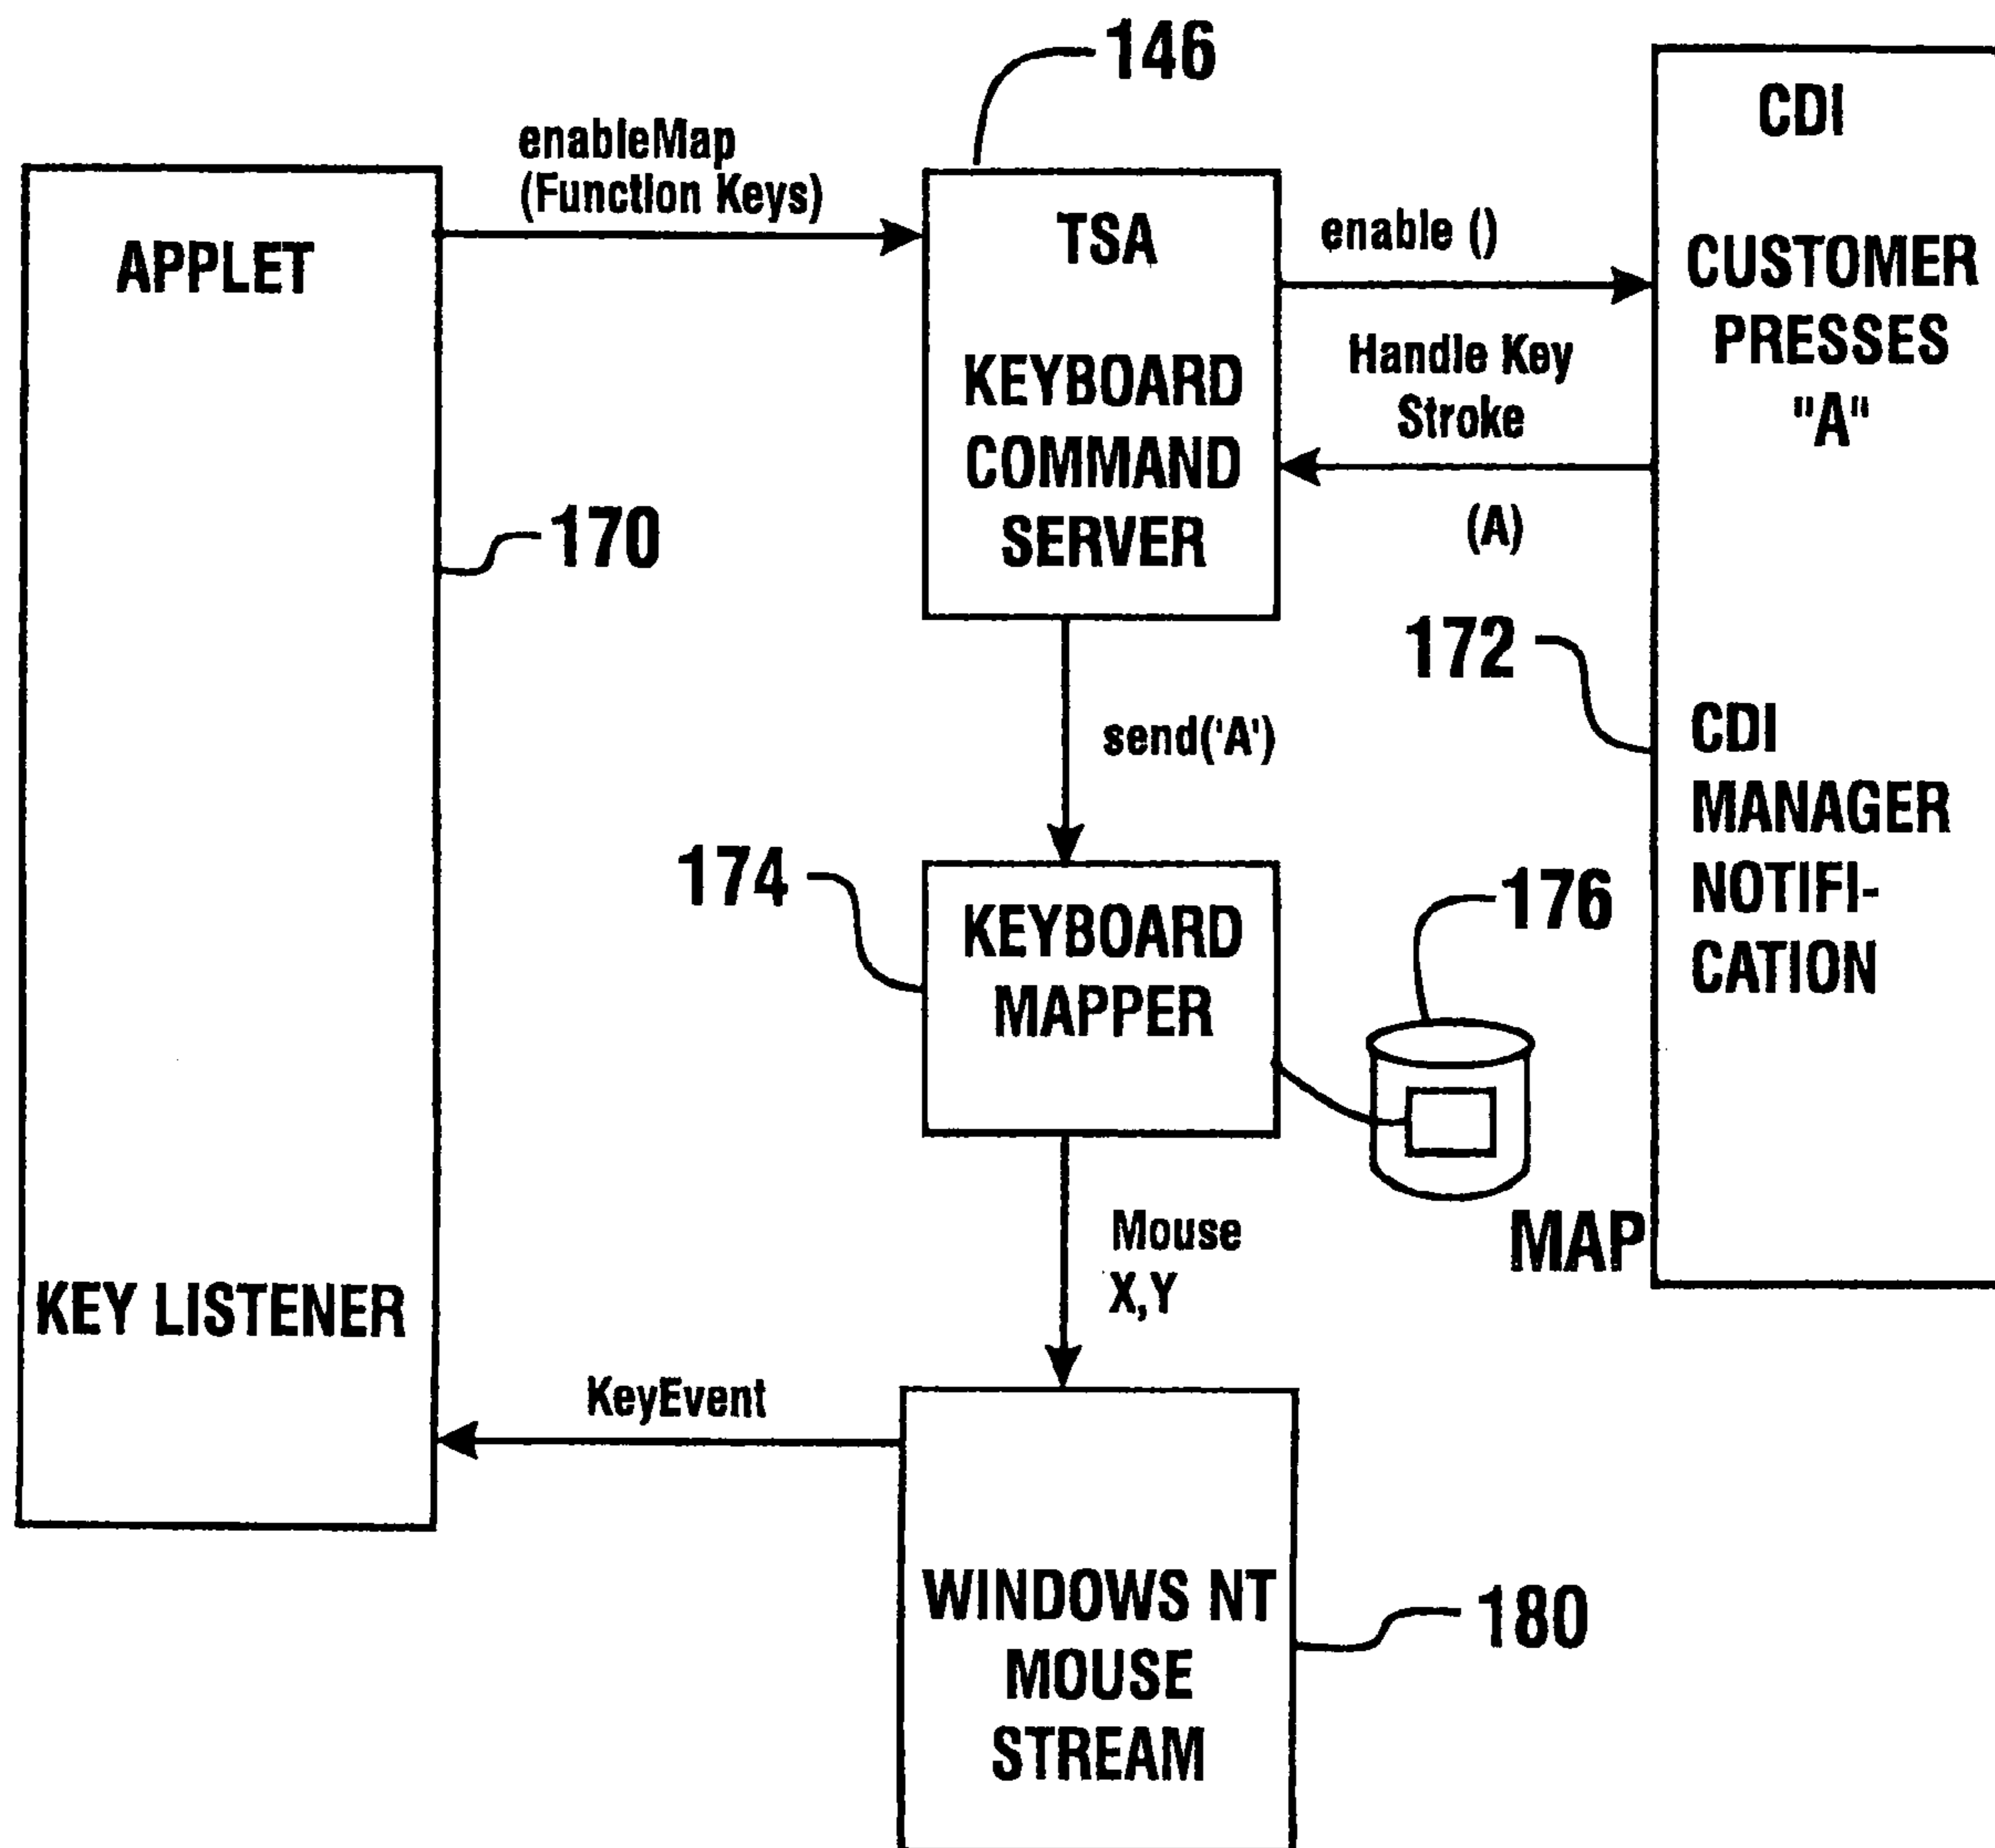 146
enableMap
(Function Keys)
APPLET
170
KEY LISTENER
TSA
KEYBOARD
COMMAND
SERVER
enable ()
Handle Key
Stroke
(A)
CDI
CUSTOMER
PRESSES
"A"
172
CDI
MANAGER
NOTIFI-
CATION
send('A')
174
KEYBOARD
MAPPER
176
MAP
Mouse
X,Y
KeyEvent
WINDOWS NT
MOUSE
STREAM
180